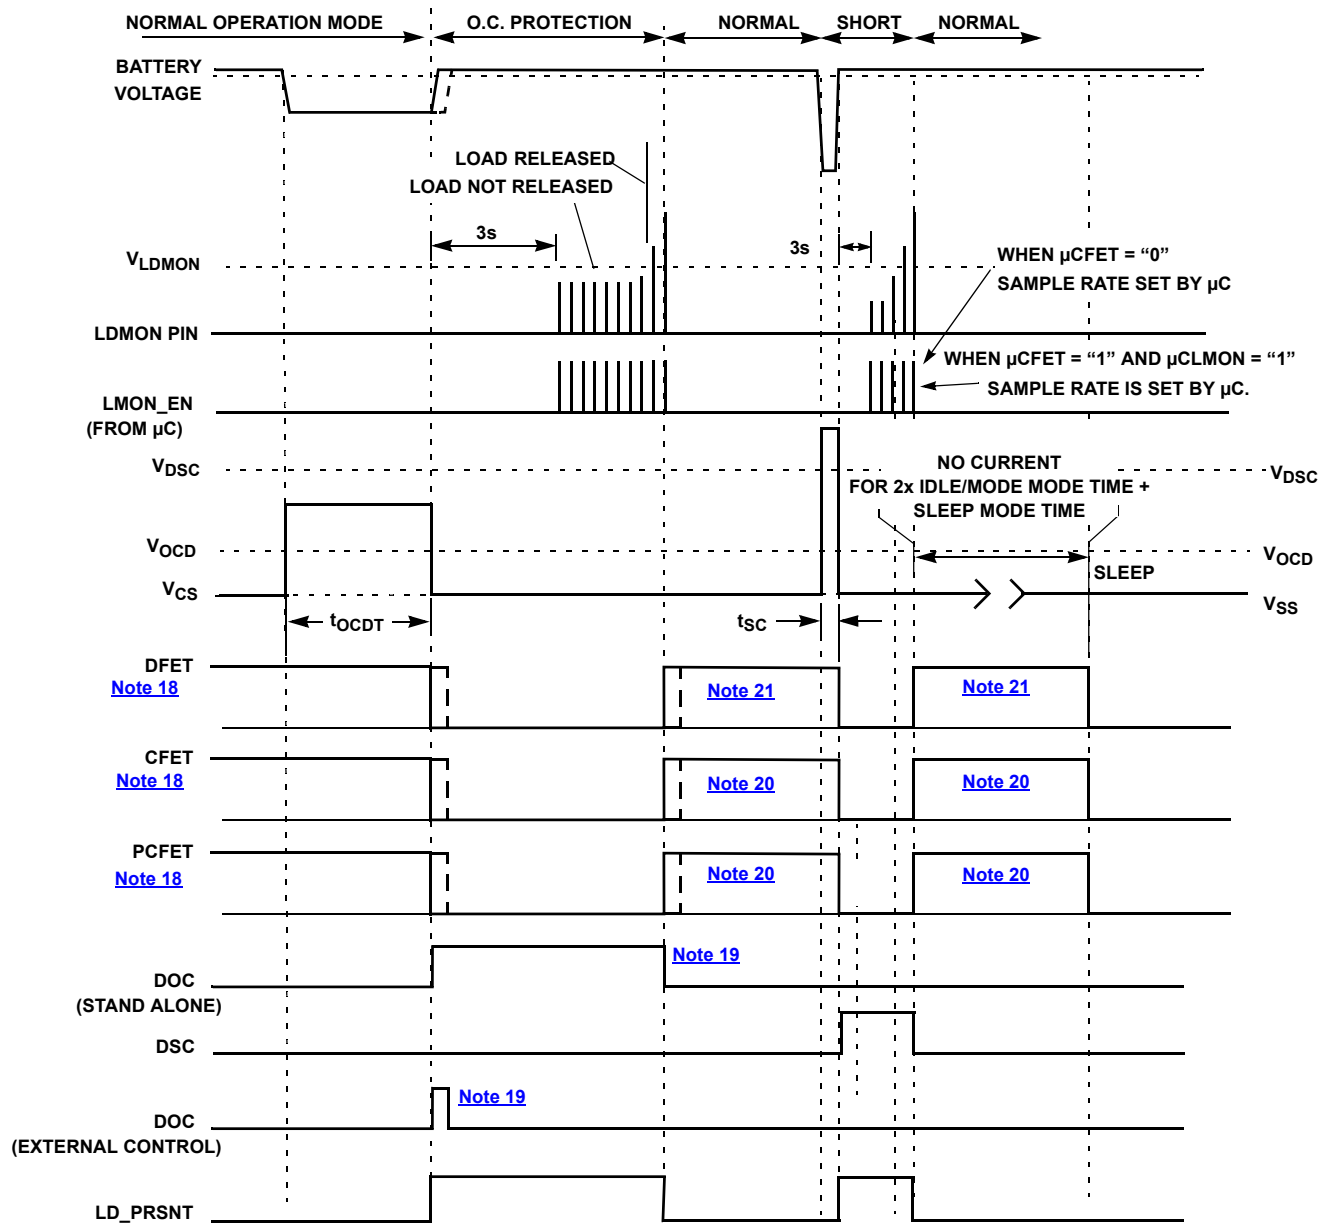 NORMAL OPERATION MODE
O.C. PROTECTION
NORMAL
SHORT
NORMAL
BATTERY
VOLTAGE
LOAD RELEASED
LOAD NOT RELEASED
3s
3s
VLDMON
WHEN µCFET = “0”
SAMPLE RATE SET BY µC
LDMON PIN
WHEN µCFET = “1” AND µCLMON = “1”
SAMPLE RATE IS SET BY µC.
LMON_EN
(FROM µC)
VDSC
NO CURRENT
FOR 2x IDLE/MODE MODE TIME +
SLEEP MODE TIME
VDSC
VOCD
VOCD
SLEEP
VCS
VSS
tOCDT
tSC
DFET
Note 18
Note 21
Note 21
CFET
Note 18
Note 20
Note 20
PCFET
Note 18
Note 20
Note 20
DOC
(STAND ALONE)
Note 19
DSC
Note 19
DOC
(EXTERNAL CONTROL)
LD_PRSNT